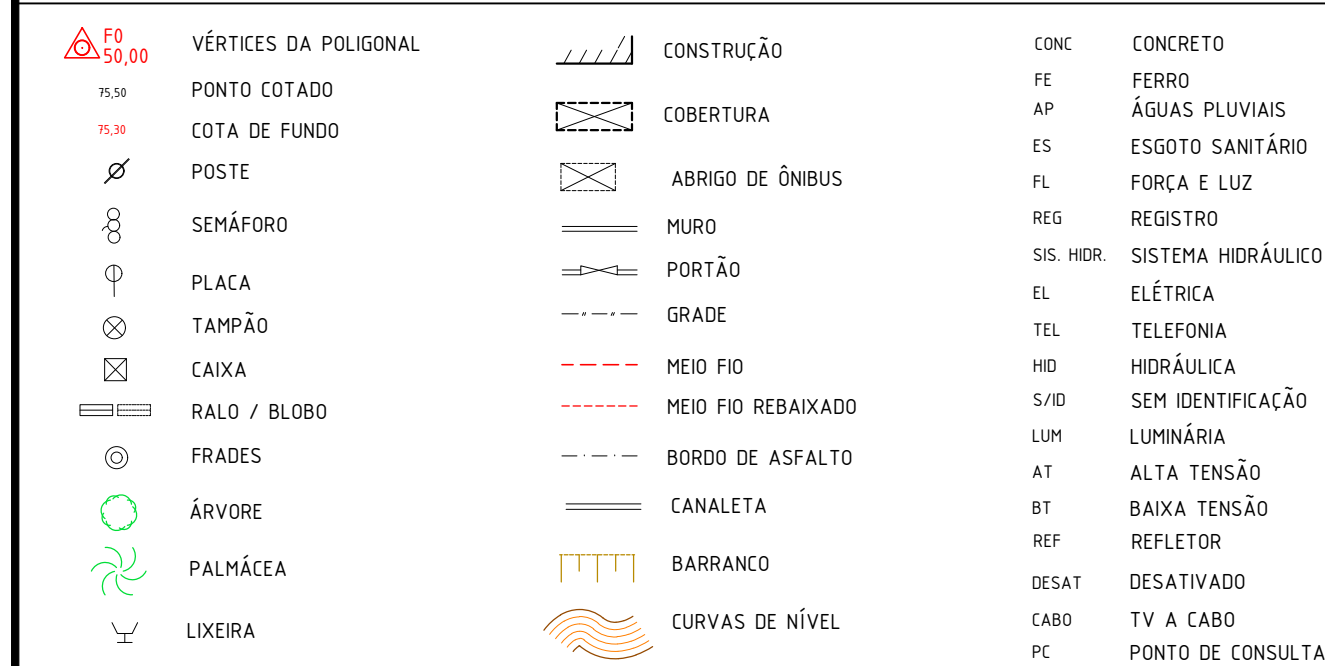 F0
50,00
VÉRTICES DA POLIGONAL
75,50 PONTO COTADO
75,30 COTA DE FUNDO
POSTE
SEMÁFORO
PLACA
TAMPÃO
CAIXA
RALO / BLOBO
FRADES
ÁRVORE
PALMÁCEA
LIXEIRA
CONSTRUÇÃO
COBERTURA
ABRIGO DE ÔNIBUS
MURO
PORTÃO
GRADE
MEIO FIO
MEIO FIO REBAIXADO
BORDO DE ASFALTO
CANALETA
BARRANCO
CURVAS DE NÍVEL
CONC CONCRETO
FE FERRO
AP ÁGUAS PLUVIAIS
ES ESGOTO SANITÁRIO
FL FORÇA E LUZ
REG REGISTRO
SIS. HIDR. SISTEMA HIDRÁULICO
EL ELÉTRICA
TEL TELEFONIA
HID HIDRÁULICA
S/ID SEM IDENTIFICAÇÃO
LUM LUMINÁRIA
AT ALTA TENSÃO
BT BAIXA TENSÃO
REF REFLETOR
DESAT DESATIVADO
CABO TV A CABO
PC PONTO DE CONSULTA